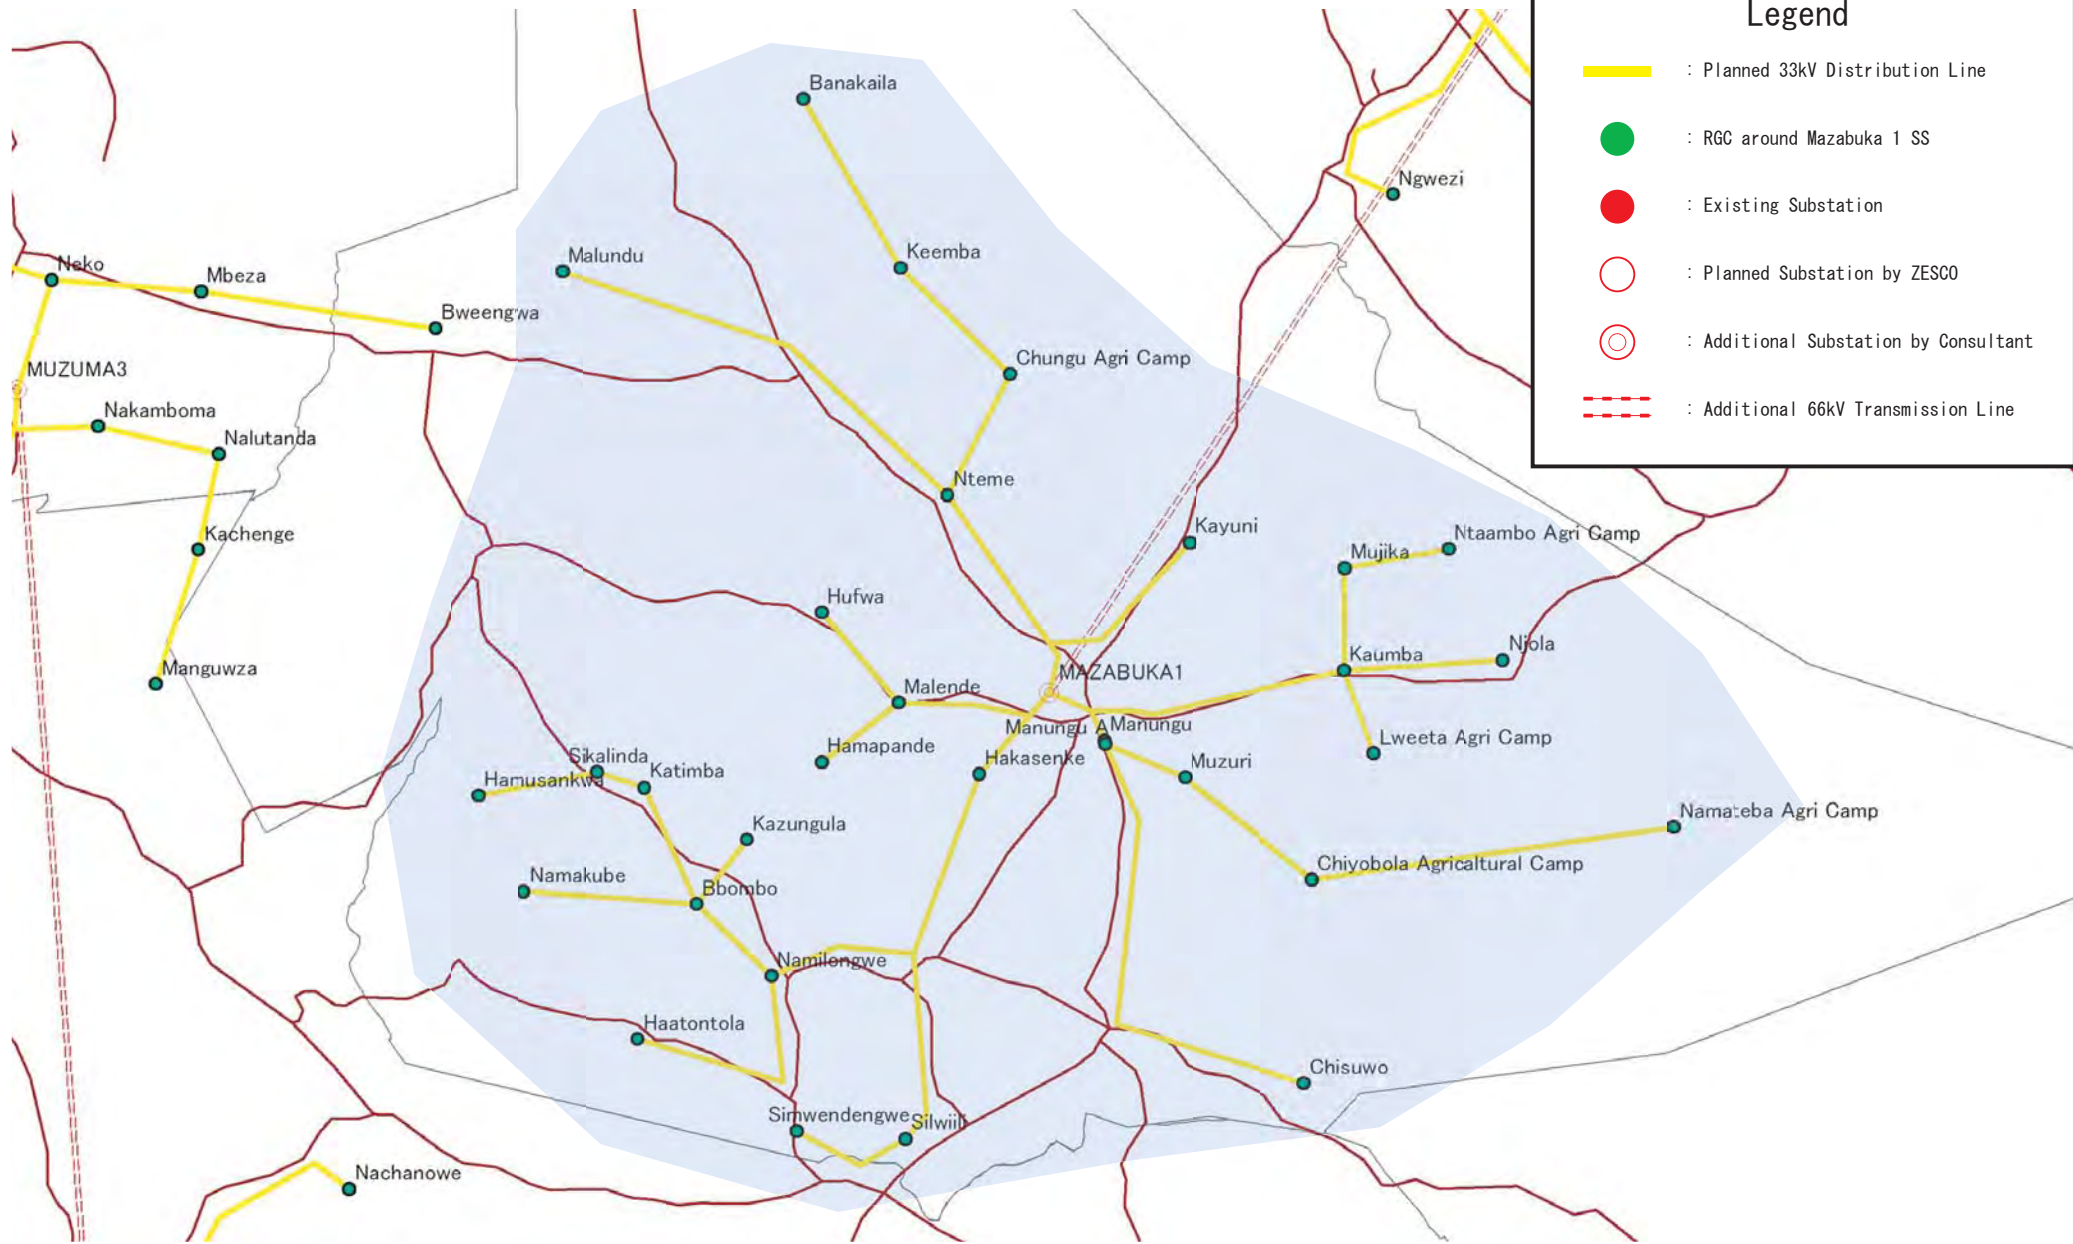 Legend
: Planned 33kV Distribution Line
: RGC around Mazabuka 1 SS
: Existing Substation
: Planned Substation by ZESCO
: Additional Substation by Consultant
: Additional 66kV Transmission Line
Banakaila
Ngwezi
Keemba
Malundu
Neko
Mbeza
Bweengwa
Chungu Agri Camp
MUZUMA3
Nakamboma
Nalutanda
Nteme
Kayuni
Kachenge
Ntaambo Agri Camp
Mujika
Hufwa
Njola
Kaumba
Manguwza
MAZABUKA1
Malende
Manungu A
Manungu
Lweeta Agri Camp
Hamapande
Hakasenke
Sikalinda
Katimba
Muzuri
Hamusankwa
Kazungula
Namateba Agri Camp
Chiyobola Agricaltural Camp
Namakube
Bbombo
Namilongwe
Haatontola
Chisuwo
Simwendengwe
Silwiili
Nachanowe